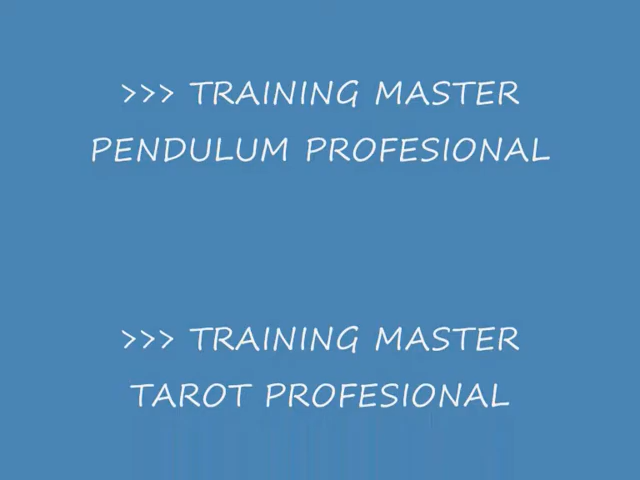 >>> TRAINING MASTER
PENDULUM PROFESIONAL
>>> TRAINING MASTER
TAROT PROFESIONAL